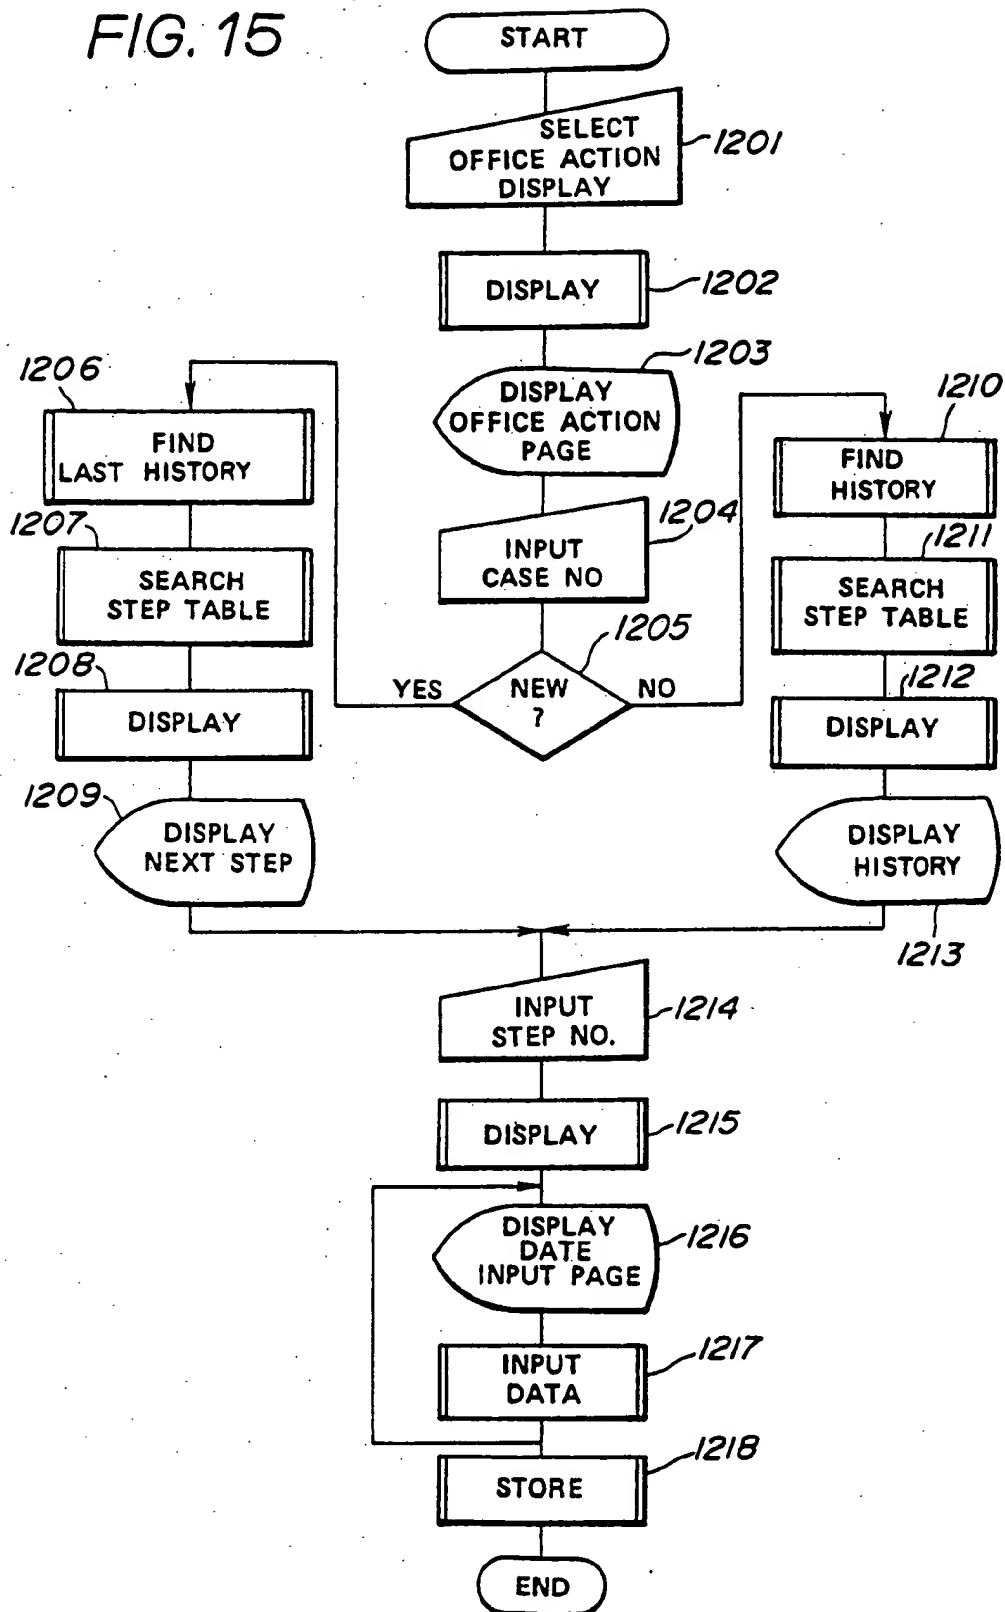 FIG. 15
START
SELECT
OFFICE ACTION
DISPLAY
1201
DISPLAY
1202
1203
DISPLAY
OFFICE ACTION
PAGE
1204
INPUT
CASE NO
1205
NEW
?
YES
NO
1206
FIND
LAST HISTORY
1207
SEARCH
STEP TABLE
1208
DISPLAY
1209
DISPLAY
NEXT STEP
1210
FIND
HISTORY
1211
SEARCH
STEP TABLE
1212
DISPLAY
DISPLAY
HISTORY
1213
INPUT
STEP NO.
1214
DISPLAY
1215
DISPLAY
DATE
INPUT PAGE
1216
INPUT
DATA
1217
STORE
1218
END